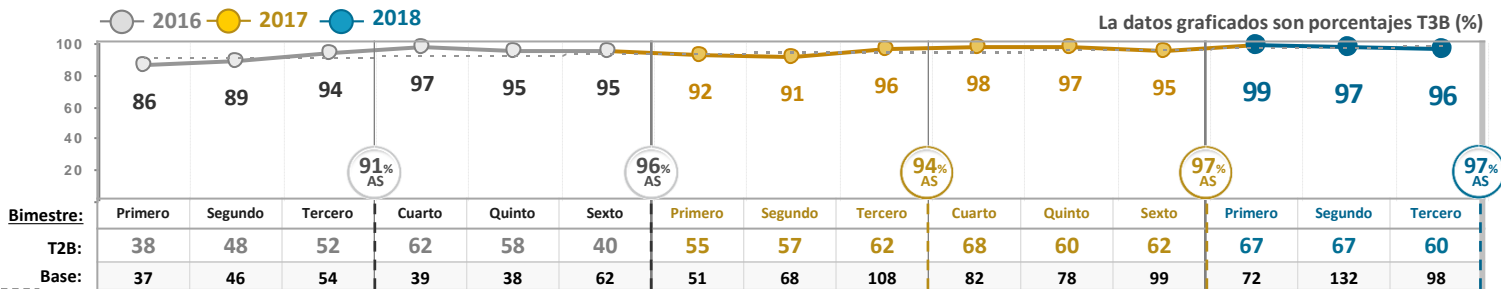 2016 2017 2018 La datos graficados son porcentajes T3B (%)
100
80
60
40
20
86 89 94 97 95 95 92 91 96 98 97 95 99 97 96
91% AS 96% AS 94% AS 97% AS 97% AS
Bimestre: Primero Segundo Tercero Cuarto Quinto Sexto Primero Segundo Tercero Cuarto Quinto Sexto Primero Segundo Tercero
T2B: 38 48 52 62 58 40 55 57 62 68 60 62 67 67 60
Base: 37 46 54 39 38 62 51 68 108 82 78 99 72 132 98